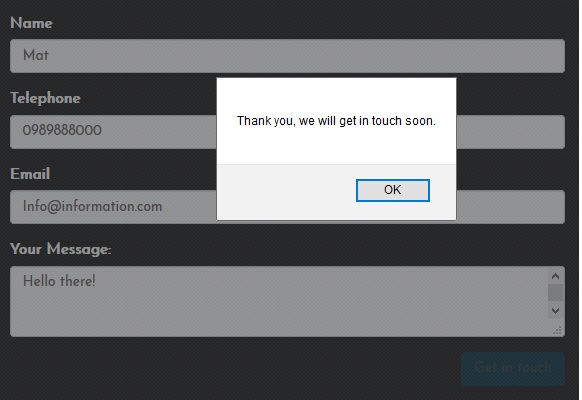 Name
Mat
Thank you, we will get in touch soon.
Telephone
0989888000
OK
Email
Info@information.com
Your Message:
Hello there!
Get in touch